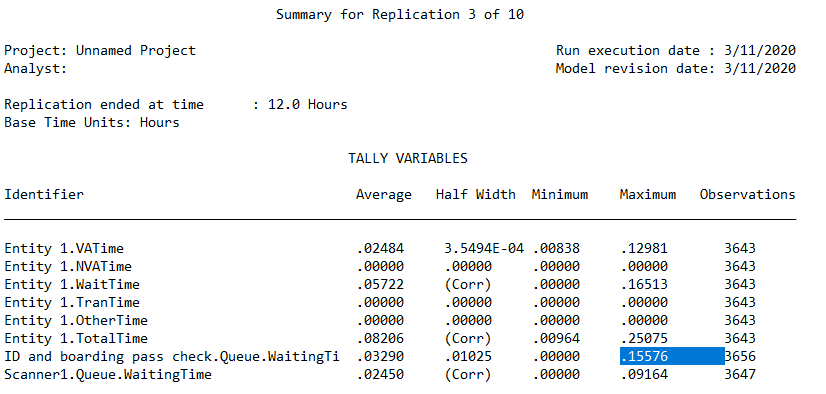 Summary for Replication 3 of 10
Project: Unnamed Project Run execution date : 3/11/2020
Analyst: Model revision date: 3/11/2020
Replication ended at time : 12.0 Hours
Base Time Units: Hours
TALLY VARIABLES
Identifier Average Half Width Minimum Maximum Observations
Entity 1.VATime .02484 3.5494E-04 .00838 .12981 3643
Entity 1.NVATime .00000 .00000 .00000 .00000 3643
Entity 1.WaitTime .05722 (Corr) .00000 .16513 3643
Entity 1.TranTime .00000 .00000 .00000 .00000 3643
Entity 1.OtherTime .00000 .00000 .00000 .00000 3643
Entity 1.TotalTime .08206 (Corr) .00964 .25075 3643
ID and boarding pass check.Queue.WaitingTi .03290 .01025 .00000 .15576 3656
Scanner1.Queue.WaitingTime .02450 (Corr) .00000 .09164 3647